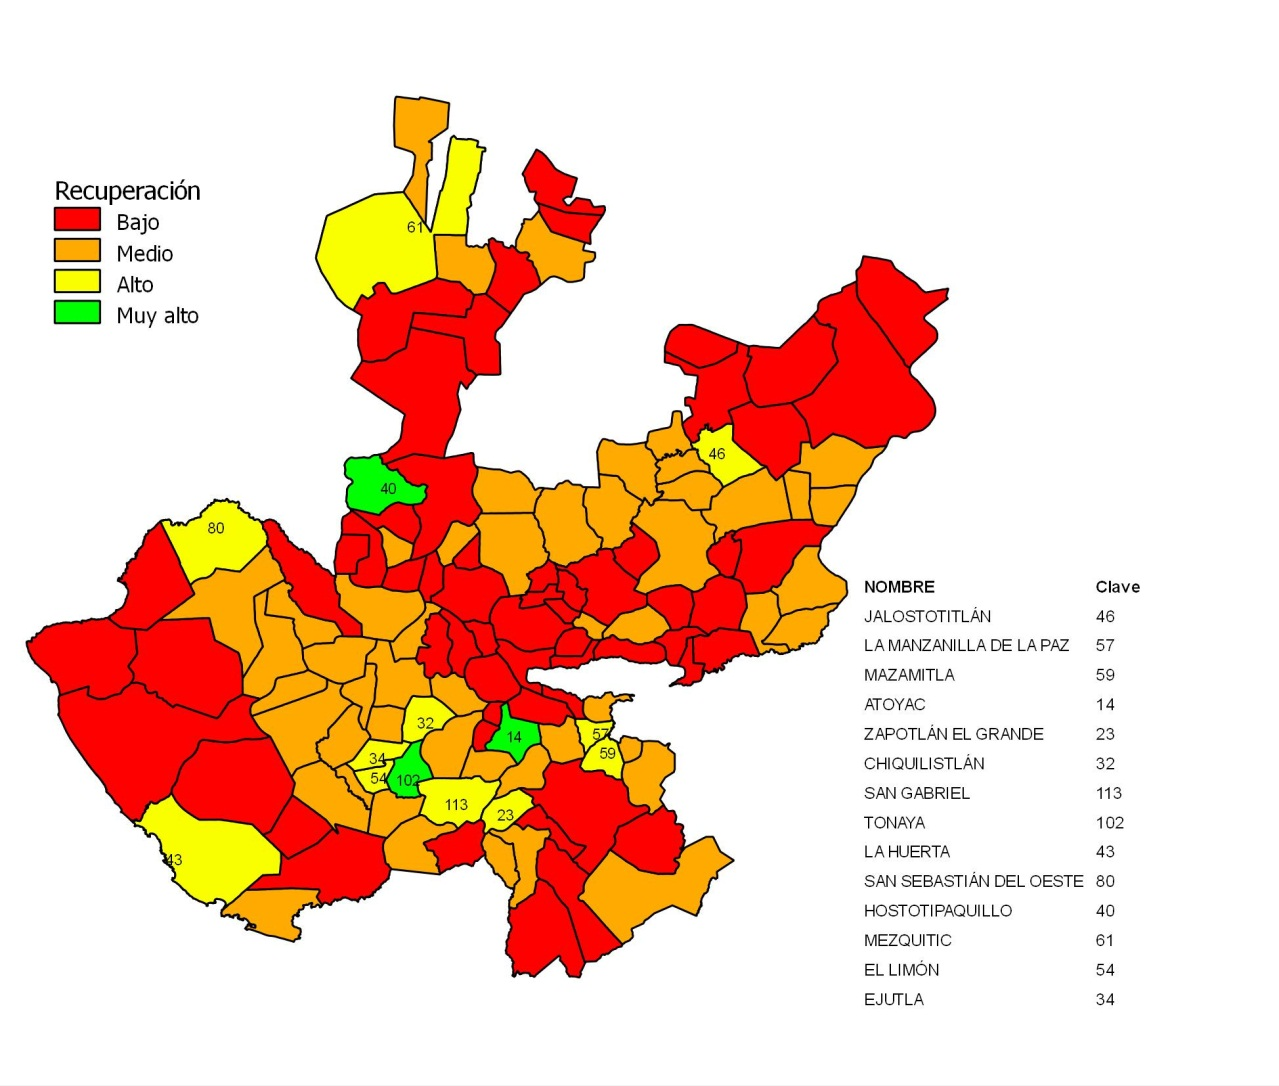 Recuperación
Bajo
Medio
Alto
Muy alto
61
46
40
80
32
14
57
59
34
54
102
113
23
43
NOMBRE Clave
JALOSTOTITLÁN 46
LA MANZANILLA DE LA PAZ 57
MAZAMITLA 59
ATOYAC 14
ZAPOTLÁN EL GRANDE 23
CHIQUILISTLÁN 32
SAN GABRIEL 113
TONAYA 102
LA HUERTA 43
SAN SEBASTIÁN DEL OESTE 80
HOSTOTIPAQUILLO 40
MEZQUITIC 61
EL LIMÓN 54
EJUTLA 34